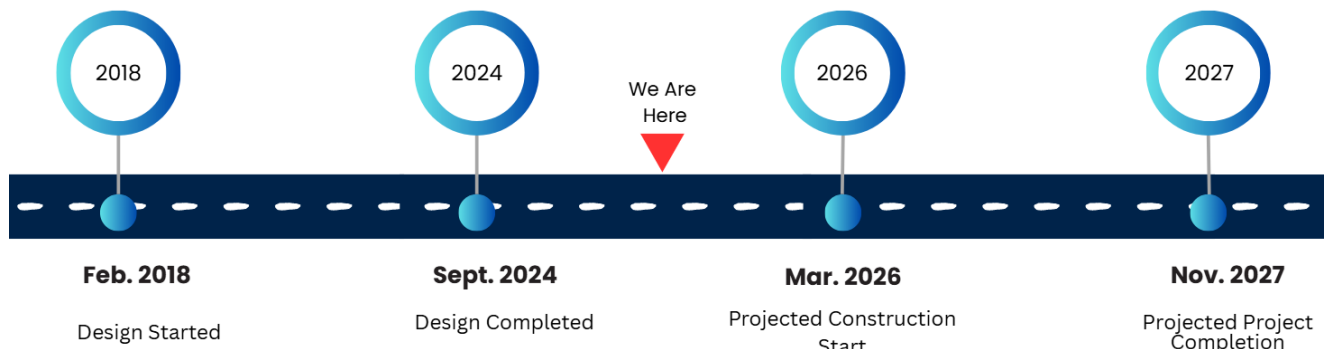 2018
2024
We Are
Here
2026
2027
Feb. 2018
Sept. 2024
Mar. 2026
Nov. 2027
Design Started
Design Completed
Projected Construction
Start
Projected Project
Completion